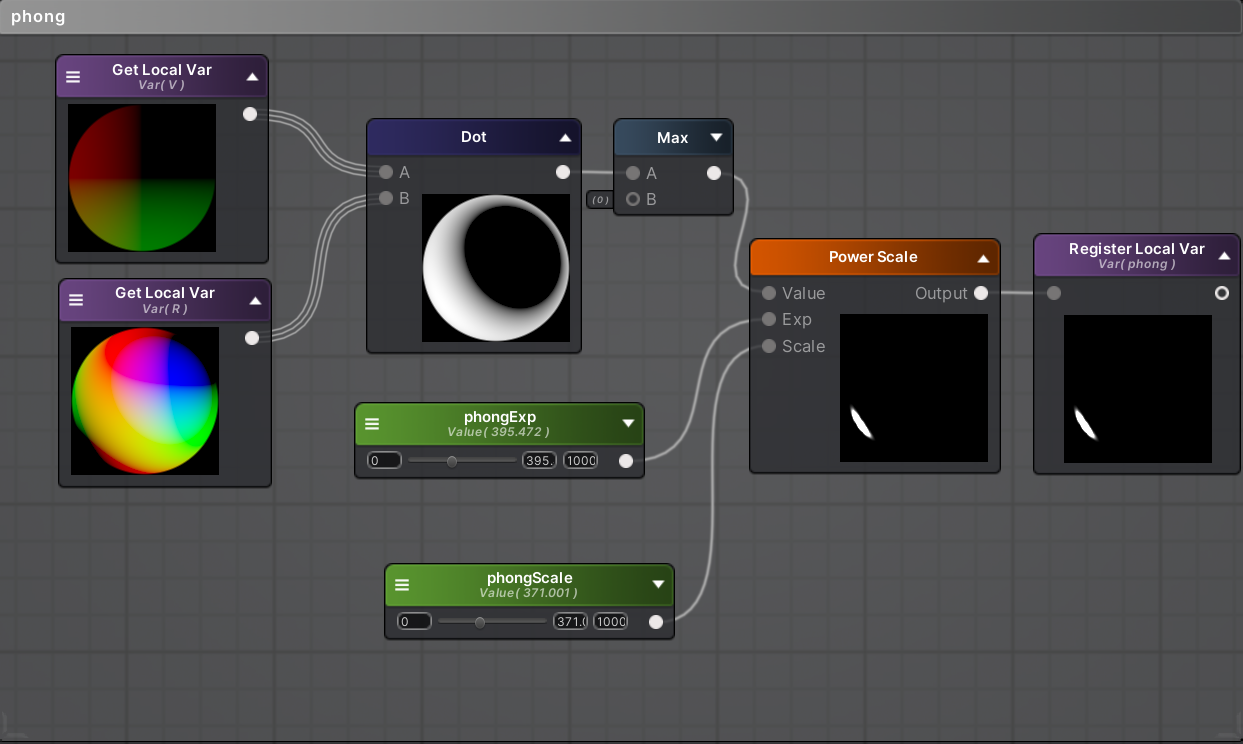 phong
Get Local Var
Var( V )
Dot
A
B
Max
A
(0) B
Get Local Var
Var( R )
Power Scale
Value
Output
Exp
Scale
Register Local Var
Var( phong )
phongExp
Value( 395.472 )
0 395. 1000
phongScale
Value( 371.001 )
0 371.0 1000